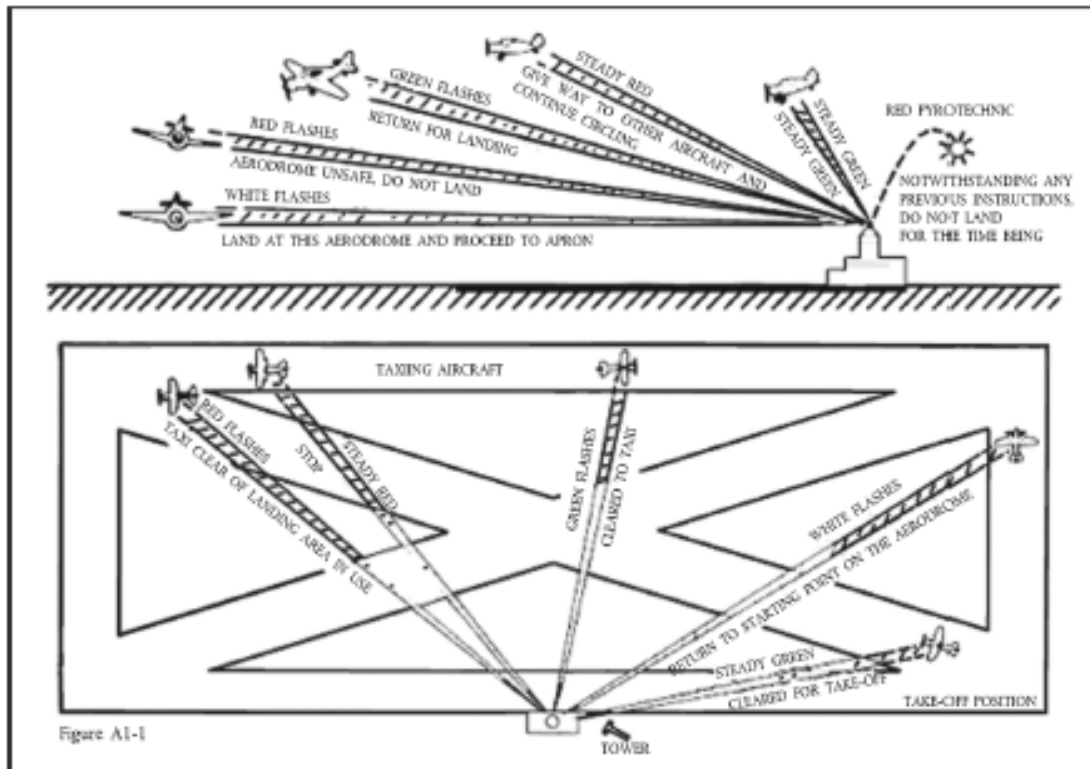 STEADY RED
GIVE WAY TO OTHER AIRCRAFT AND
CONTINUE CIRCLING
GREEN FLASHES
RETURN FOR LANDING
STEADY GREEN
STEADY GREEN
RED PYROTECHNIC
RED FLASHES
AERODROME UNSAFE, DO NOT LAND
NOTWITHSTANDING ANY
PREVIOUS INSTRUCTIONS,
DO NOT LAND
FOR THE TIME BEING
WHITE FLASHES
LAND AT THIS AERODROME AND PROCEED TO APRON
TAXIING AIRCRAFT
RED FLASHES
TAXI CLEAR OF LANDING AREA IN USE
STEADY RED
STOP
GREEN FLASHES
CLEARED TO TAXI
WHITE FLASHES
RETURN TO STARTING POINT ON THE AERODROME
STEADY GREEN
CLEARED FOR TAKE-OFF
TAKE-OFF POSITION
Figure A1-1
TOWER